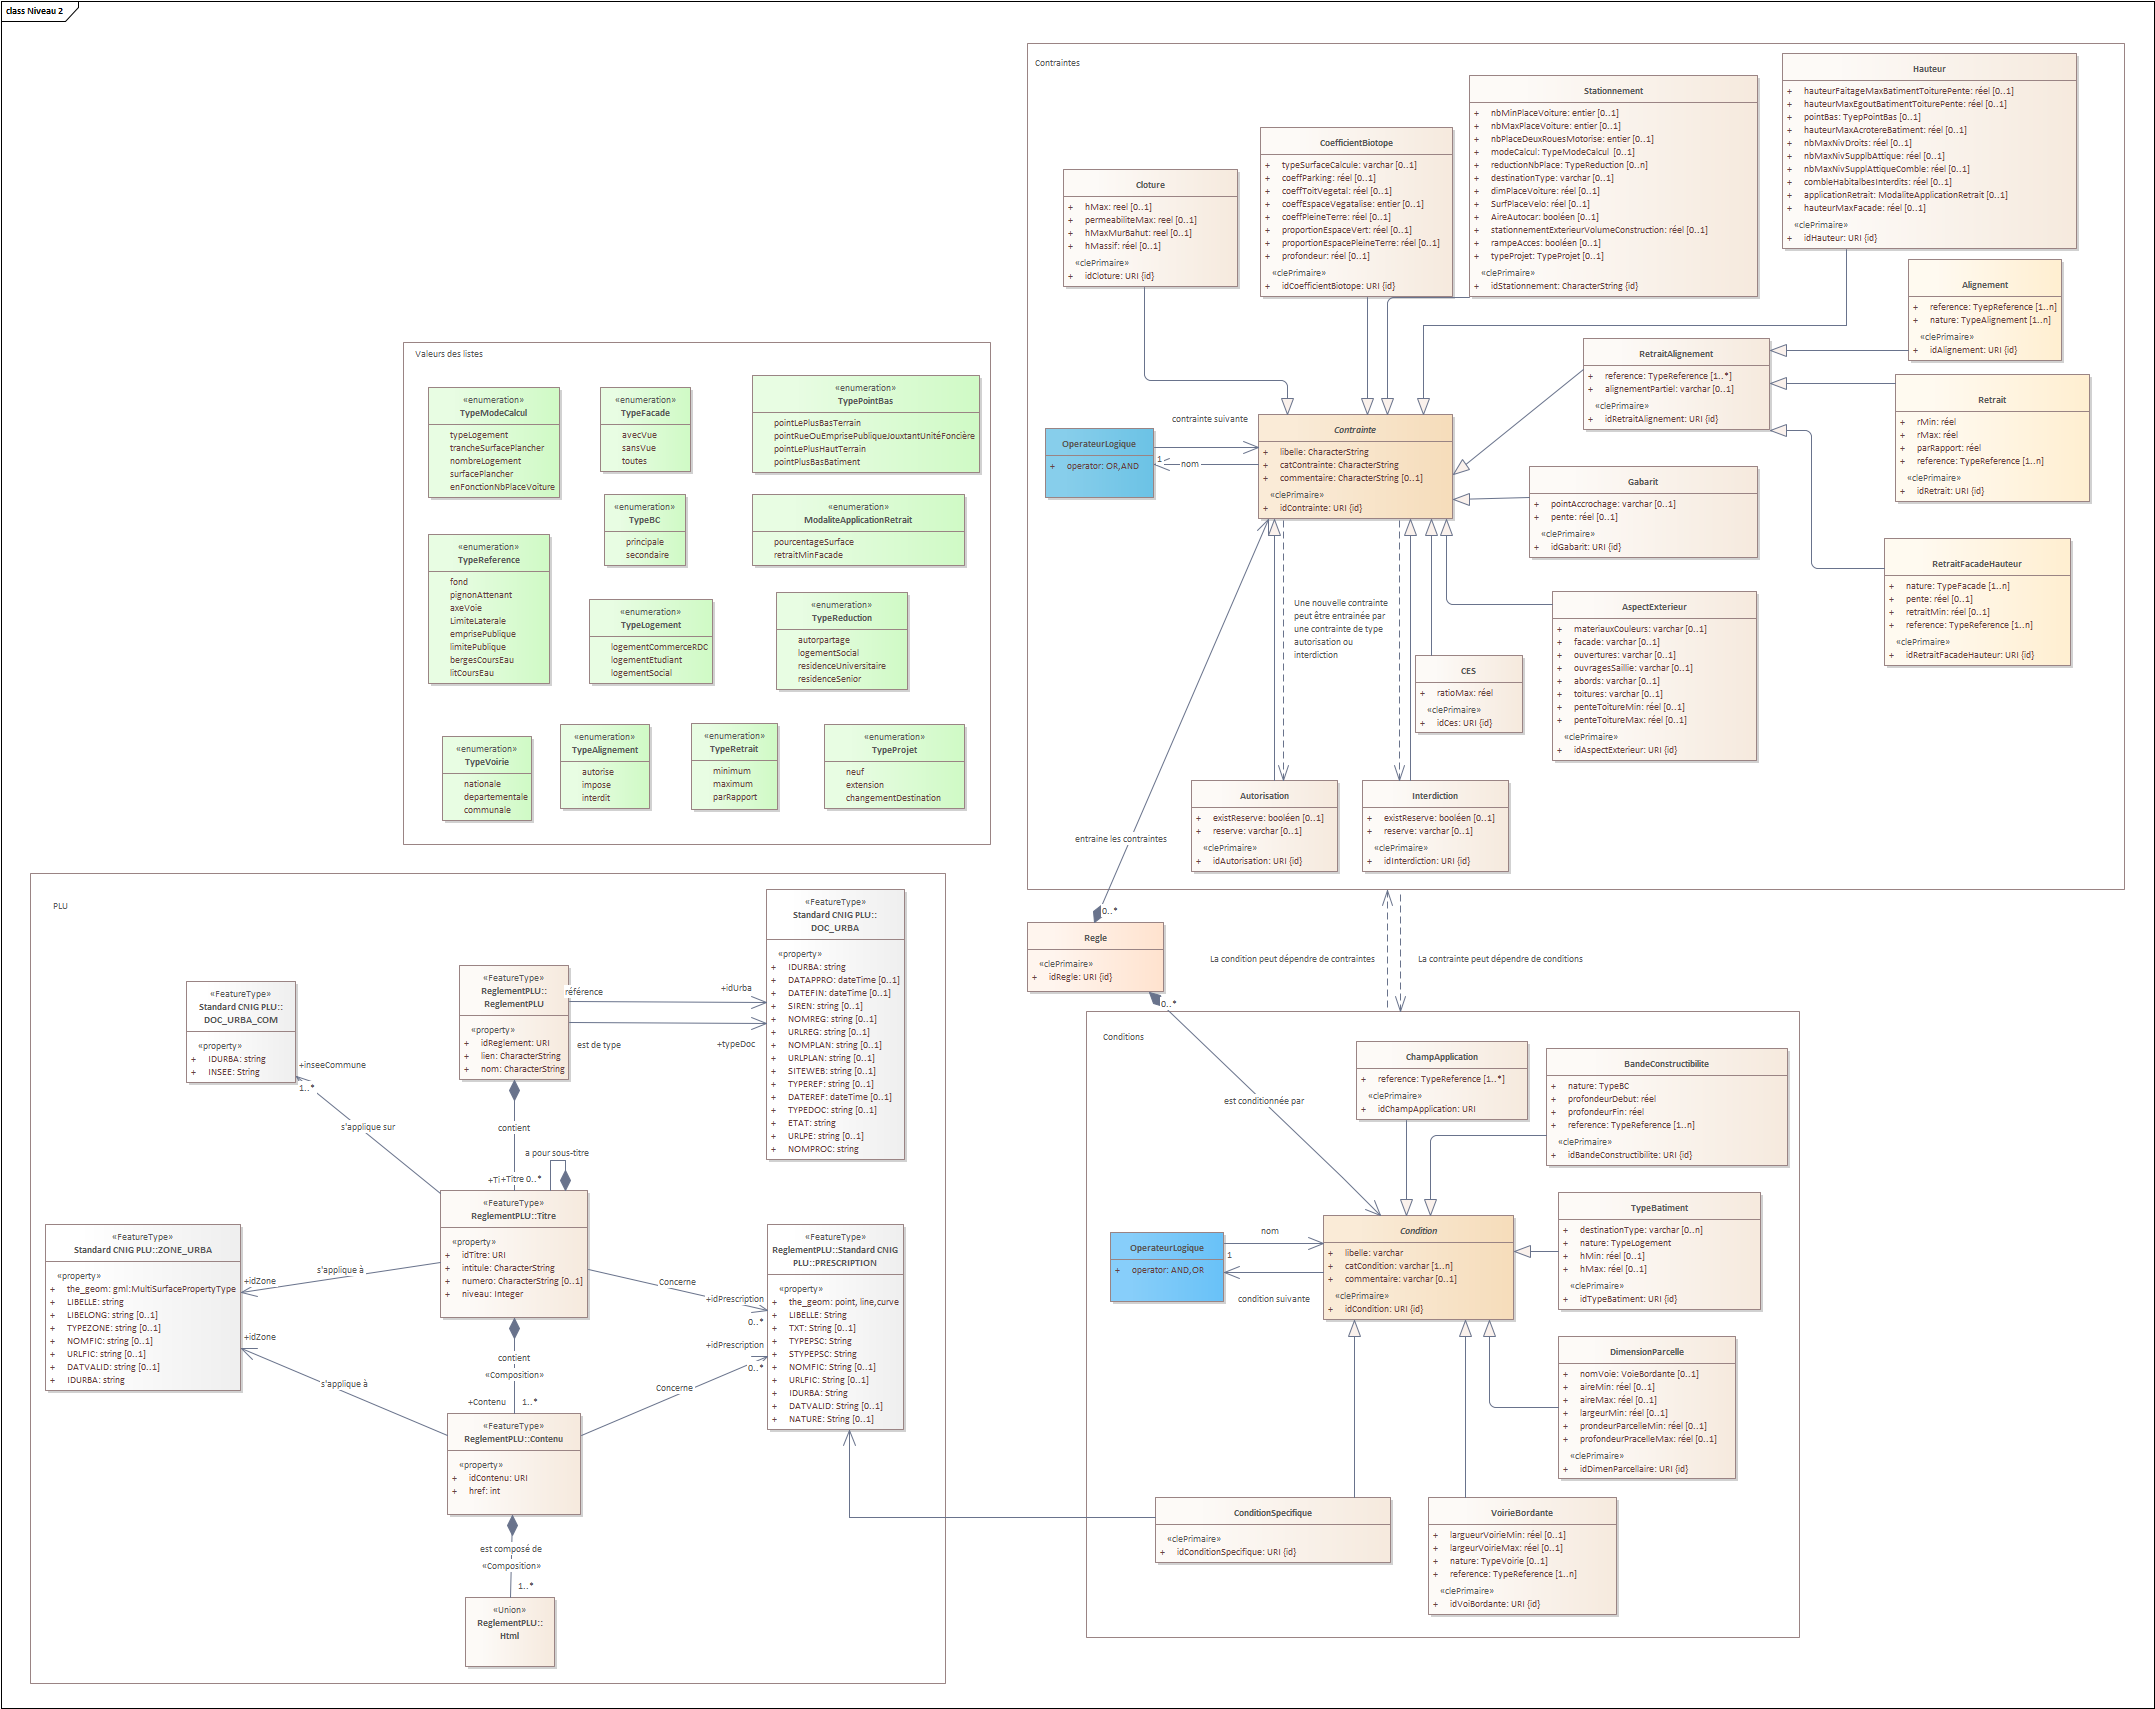 class Niveau 2
Contraintes
Hauteur
+ hauteurFaitageMaxBatimentToiturePente: réel [0..1]
+ hauteurMaxEgoutBatimentToiturePente: réel [0..1]
+ pointBas: TyepPointBas [0..1]
+ hauteurMaxAcrotereBatiment: réel [0..1]
+ nbMaxNivDroits: réel [0..1]
+ nbMaxNivSupplbAttique: réel [0..1]
+ nbMaxNivSupplAttiqueComble: réel [0..1]
+ combleHabitalbesInterdits: réel [0..1]
+ applicationRetrait: ModaliteApplicationRetrait [0..1]
+ hauteurMaxFacade: réel [0..1]
«clePrimaire»
+ idHauteur: URI {id}
Stationnement
+ nbMinPlaceVoiture: entier [0..1]
+ nbMaxPlaceVoiture: entier [0..1]
+ nbPlaceDeuxRouesMotorise: entier [0..1]
+ modeCalcul: TypeModeCalcul [0..1]
+ reductionNbPlace: TypeReduction [0..n]
+ destinationType: varchar [0..1]
+ dimPlaceVoiture: réel [0..1]
+ SurfPlaceVelo: réel [0..1]
+ AireAutocar: booléen [0..1]
+ stationnementExterieurVolumeConstruction: réel [0..1]
+ rampeAcces: booléen [0..1]
+ typeProjet: TypeProjet [0..1]
«clePrimaire»
+ idStationnement: CharacterString {id}
CoefficientBiotope
+ typeSurfaceCalcule: varchar [0..1]
+ coeffParking: réel [0..1]
+ coeffToitVegetal: réel [0..1]
+ coeffEspaceVegatalise: entier [0..1]
+ coeffPleineTerre: réel [0..1]
+ proportionEspaceVert: réel [0..1]
+ proportionEspacePleineTerre: réel [0..1]
+ profondeur: réel [0..1]
«clePrimaire»
+ idCoefficientBiotope: URI {id}
Cloture
+ hMax: reel [0..1]
+ permeabiliteMax: reel [0..1]
+ hMaxMurBahut: reel [0..1]
+ hMassif: réel [0..1]
«clePrimaire»
+ idCloture: URI {id}
Alignement
+ reference: TyepReference [1..n]
+ nature: TypeAlignement [1..n]
«clePrimaire»
+ idAlignement: URI {id}
RetraitAlignement
+ reference: TypeReference [1..*]
+ alignementPartiel: varchar [0..1]
«clePrimaire»
+ idRetraitAlignement: URI {id}
Retrait
+ rMin: réel
+ rMax: réel
+ parRapport: réel
+ reference: TypeReference [1..n]
«clePrimaire»
+ idRetrait: URI {id}
OperateurLogique
+ operator: OR,AND
contrainte suivante
1
nom
Contrainte
+ libelle: CharacterString
+ catContrainte: CharacterString
+ commentaire: CharacterString [0..1]
«clePrimaire»
+ idContrainte: URI {id}
Gabarit
+ pointAccrochage: varchar [0..1]
+ pente: réel [0..1]
«clePrimaire»
+ idGabarit: URI {id}
RetraitFacadeHauteur
+ nature: TypeFacade [1..n]
+ pente: réel [0..1]
+ retraitMin: réel [0..1]
+ reference: TypeReference [1..n]
«clePrimaire»
+ idRetraitFacadeHauteur: URI {id}
AspectExterieur
+ materiauxCouleurs: varchar [0..1]
+ facade: varchar [0..1]
+ ouvertures: varchar [0..1]
+ ouvragesSaillie: varchar [0..1]
+ abords: varchar [0..1]
+ toitures: varchar [0..1]
+ penteToitureMin: réel [0..1]
+ penteToitureMax: réel [0..1]
«clePrimaire»
+ idAspectExterieur: URI {id}
Une nouvelle contrainte
peut être entrainée par
une contrainte de type
autorisation ou
interdiction
CES
+ ratioMax: réel
«clePrimaire»
+ idCes: URI {id}
Autorisation
+ existReserve: booléen [0..1]
+ reserve: varchar [0..1]
«clePrimaire»
+ idAutorisation: URI {id}
Interdiction
+ existReserve: booléen [0..1]
+ reserve: varchar [0..1]
«clePrimaire»
+ idInterdiction: URI {id}
entraine les contraintes
Valeurs des listes
«enumeration»
TypeModeCalcul
typeLogement
trancheSurfacePlancher
nombreLogement
surfacePlancher
enFonctionNbPlaceVoiture
«enumeration»
TypeFacade
avecVue
sansVue
toutes
«enumeration»
TypePointBas
pointLePlusBasTerrain
pointRueOuEmprisePubliqueJouxtantUnitéFoncière
pointLePlusHautTerrain
pointPlusBasBatiment
«enumeration»
TypeBC
principale
secondaire
«enumeration»
ModaliteApplicationRetrait
pourcentageSurface
retraitMinFacade
«enumeration»
TypeReference
fond
pignonAttenant
axeVoie
LimiteLaterale
emprisePublique
limitePublique
bergesCoursEau
litCoursEau
«enumeration»
TypeLogement
logementCommerceRDC
logementEtudiant
logementSocial
«enumeration»
TypeReduction
autorpartage
logementSocial
residenceUniversitaire
residenceSenior
«enumeration»
TypeVoirie
nationale
departementale
communale
«enumeration»
TypeAlignement
autorise
impose
interdit
«enumeration»
TypeRetrait
minimum
maximum
parRapport
«enumeration»
TypeProjet
neuf
extension
changementDestination
PLU
«FeatureType»
Standard CNIG PLU::
DOC_URBA
«property»
+ IDURBA: string
+ DATAPPRO: dateTime [0..1]
+ DATEFIN: dateTime [0..1]
+ SIREN: string [0..1]
+ NOMREG: string [0..1]
+ URLREG: string [0..1]
+ NOMPLAN: string [0..1]
+ URLPLAN: string [0..1]
+ SITEWEB: string [0..1]
+ TYPEREF: string [0..1]
+ DATEREF: dateTime [0..1]
+ TYPEDOC: string [0..1]
+ ETAT: string
+ URLPE: string [0..1]
+ NOMPROC: string
«FeatureType»
ReglementPLU::
ReglementPLU
«property»
+ idReglement: URI
+ lien: CharacterString
+ nom: CharacterString
référence
+idUrba
est de type
+typeDoc
«FeatureType»
Standard CNIG PLU::
DOC_URBA_COM
«property»
+ IDURBA: string
+ INSEE: String
+inseeCommune
1..*
s'applique sur
contient
a pour sous-titre
+Ti+Titre 0..*
«FeatureType»
ReglementPLU::Titre
«property»
+ idTitre: URI
+ intitule: CharacterString
+ numero: CharacterString [0..1]
+ niveau: Integer
«FeatureType»
Standard CNIG PLU::ZONE_URBA
«property»
+ the_geom: gml:MultiSurfacePropertyType
+ LIBELLE: string
+ LIBELONG: string [0..1]
+ TYPEZONE: string [0..1]
+ NOMFIC: string [0..1]
+ URLFIC: string [0..1]
+ DATVALID: string [0..1]
+ IDURBA: string
s'applique à
+idZone
+idZone
s'applique à
Concerne
+idPrescription
0..*
+idPrescription
0..*
Concerne
«FeatureType»
ReglementPLU::Standard CNIG
PLU::PRESCRIPTION
«property»
+ the_geom: point, line,curve
+ LIBELLE: String
+ TXT: String [0..1]
+ TYPEPSC: String
+ STYPEPSC: String
+ NOMFIC: String [0..1]
+ URLFIC: String [0..1]
+ IDURBA: String
+ DATVALID: String [0..1]
+ NATURE: String [0..1]
contient
«Composition»
+Contenu
1..*
«FeatureType»
ReglementPLU::Contenu
«property»
+ idContenu: URI
+ href: int
est composé de
«Composition»
1..*
«Union»
ReglementPLU::
Html
0..*
Regle
«clePrimaire»
+ idRegle: URI {id}
0..*
La condition peut dépendre de contraintes
La contrainte peut dépendre de conditions
Conditions
est conditionnée par
ChampApplication
+ reference: TypeReference [1..*]
«clePrimaire»
+ idChampApplication: URI
BandeConstructibilite
+ nature: TypeBC
+ profondeurDebut: réel
+ profondeurFin: réel
+ reference: TypeReference [1..n]
«clePrimaire»
+ idBandeConstructibilite: URI {id}
TypeBatiment
+ destinationType: varchar [0..n]
+ nature: TypeLogement
+ hMin: réel [0..1]
+ hMax: réel [0..1]
«clePrimaire»
+ idTypeBatiment: URI {id}
OperateurLogique
+ operator: AND,OR
nom
1
condition suivante
Condition
+ libelle: varchar
+ catCondition: varchar [1..n]
+ commentaire: varchar [0..1]
«clePrimaire»
+ idCondition: URI {id}
DimensionParcelle
+ nomVoie: VoieBordante [0..1]
+ aireMin: réel [0..1]
+ aireMax: réel [0..1]
+ largeurMin: réel [0..1]
+ prondeurParcelleMin: réel [0..1]
+ profondeurPracelleMax: réel [0..1]
«clePrimaire»
+ idDimenParcellaire: URI {id}
ConditionSpecifique
«clePrimaire»
+ idConditionSpecifique: URI {id}
VoirieBordante
+ largueurVoirieMin: réel [0..1]
+ largeurVoirieMax: réel [0..1]
+ nature: TypeVoirie [0..1]
+ reference: TypeReference [1..n]
«clePrimaire»
+ idVoiBordante: URI {id}